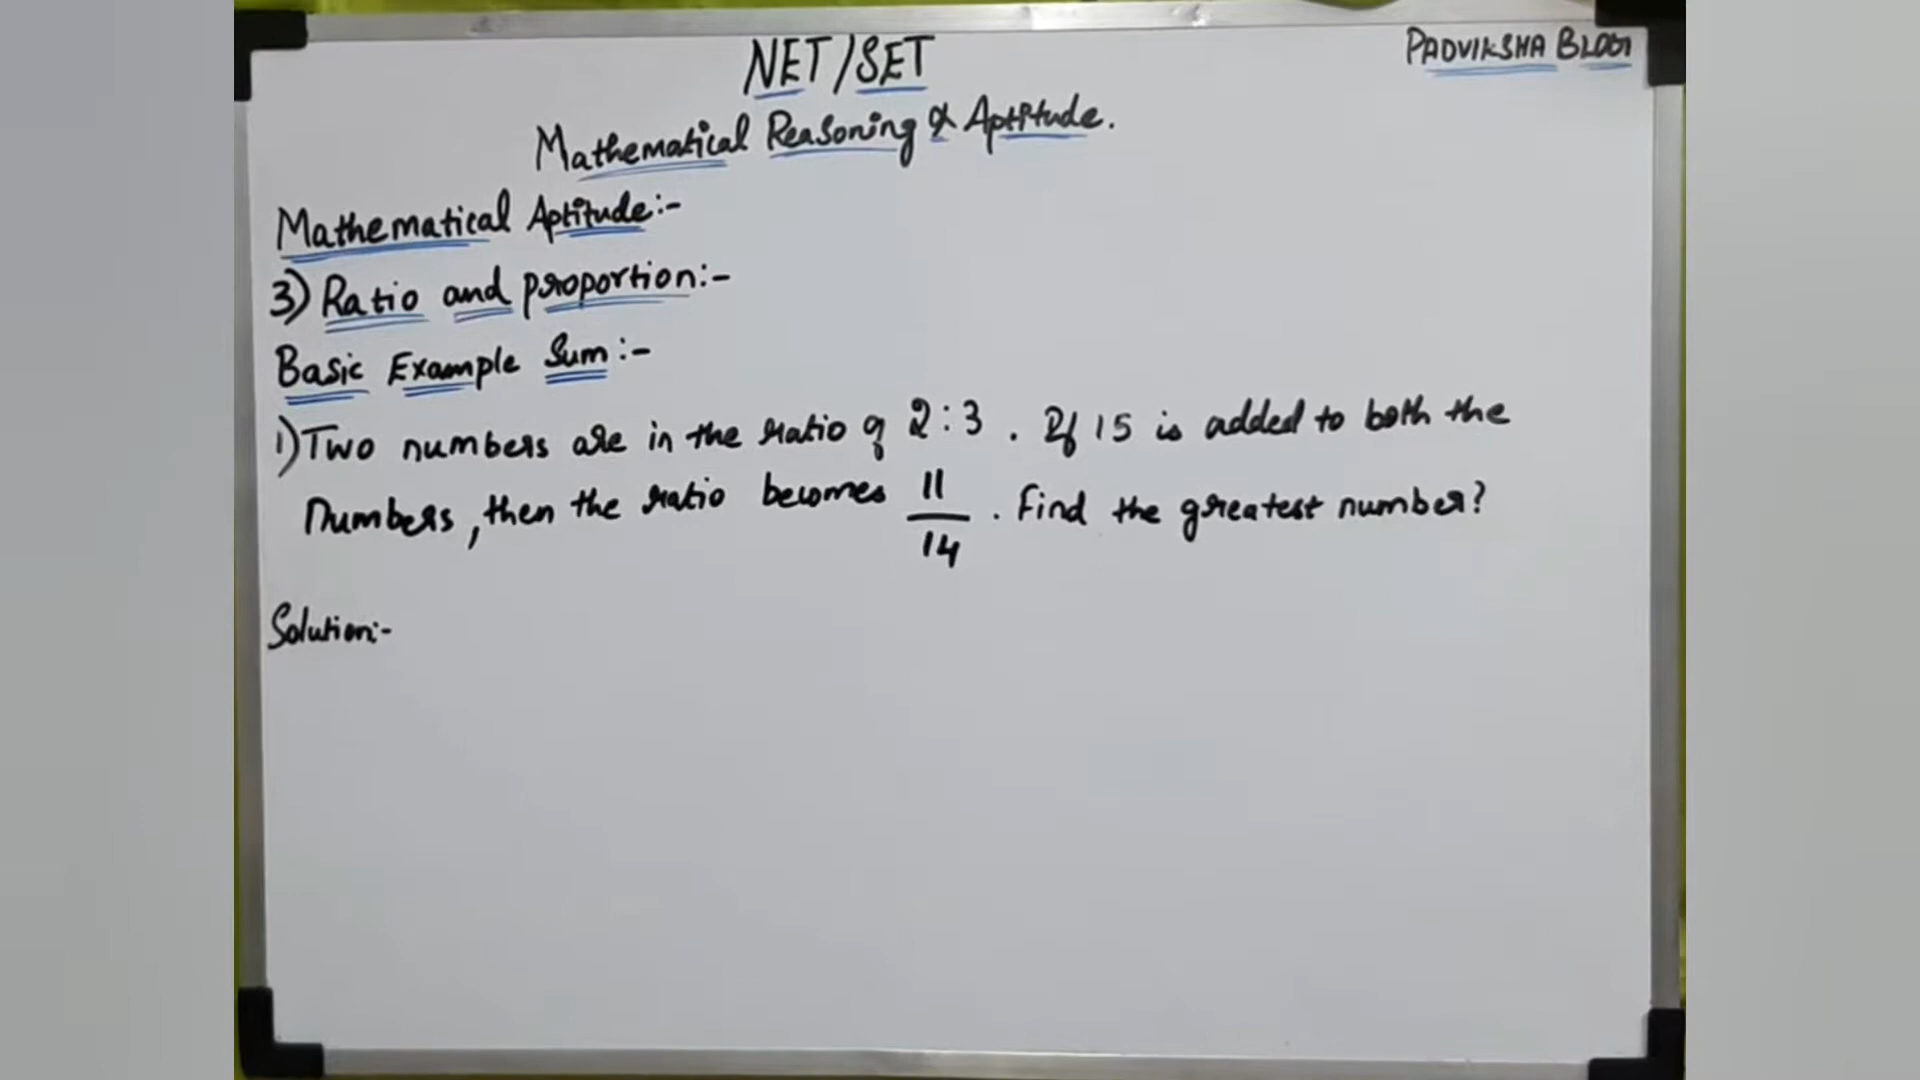 NET/SET
PADVIKSHA BLOG
Mathematical Reasoning & Aptitude.
Mathematical Aptitude:-
3) Ratio and proportion:-
Basic Example Sum:-
1) Two numbers are in the ratio of 2:3. If 15 is added to both the
numbers, then the ratio becomes 11/14. Find the greatest number?
Solution:-